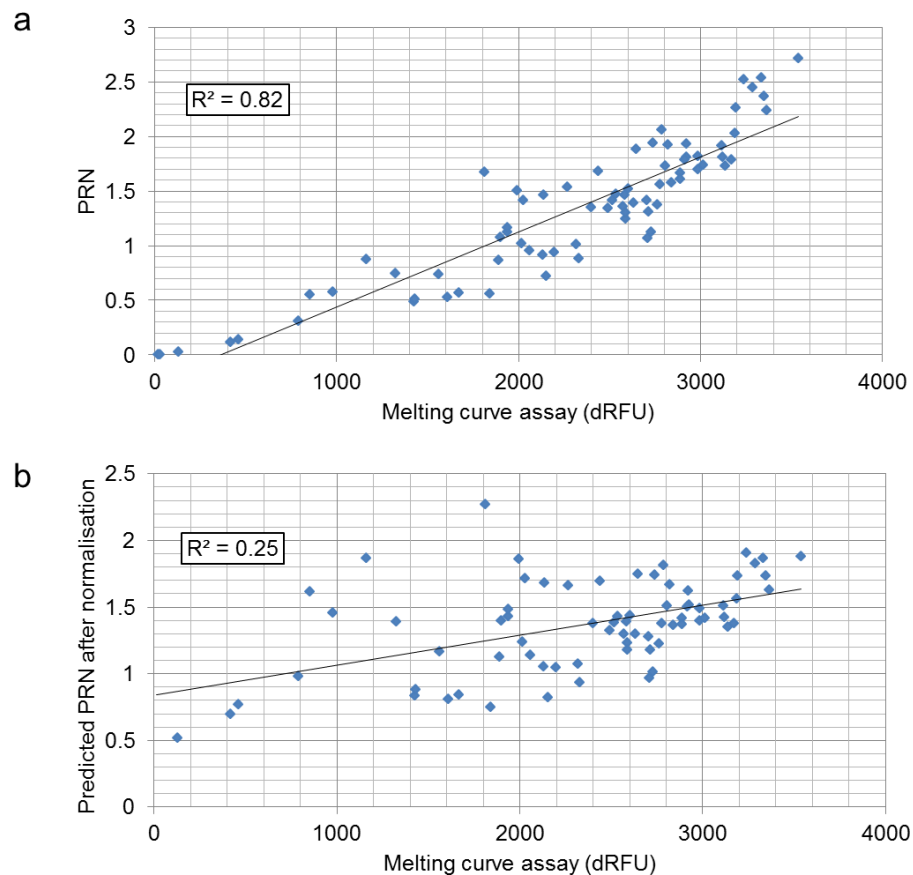 a
3
2.5
2
1.5
1
0.5
0
PRN
R² = 0.82
0 1000 2000 3000 4000
Melting curve assay (dRFU)
b
2.5
2
1.5
1
0.5
0
Predicted PRN after normalisation
R² = 0.25
0 1000 2000 3000 4000
Melting curve assay (dRFU)